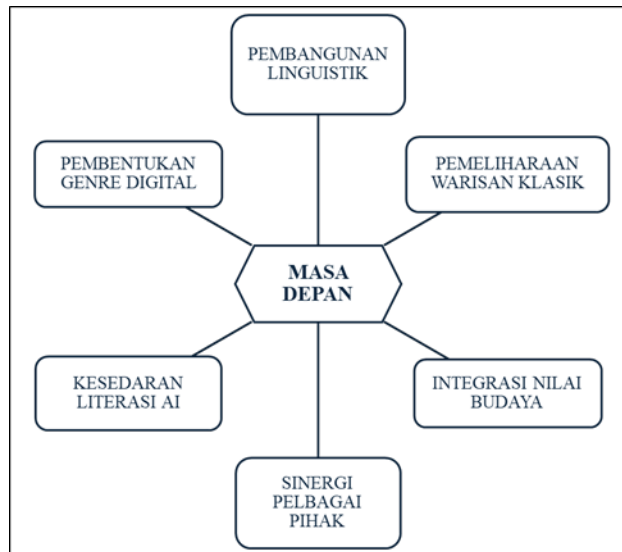 PEMBANGUNAN
LINGUISTIK
PEMBENTUKAN
GENRE DIGITAL
PEMELIHARAAN
WARISAN KLASIK
MASA
DEPAN
KESEDARAN
LITERASI AI
INTEGRASI NILAI
BUDAYA
SINERGI
PELBAGAI
PIHAK